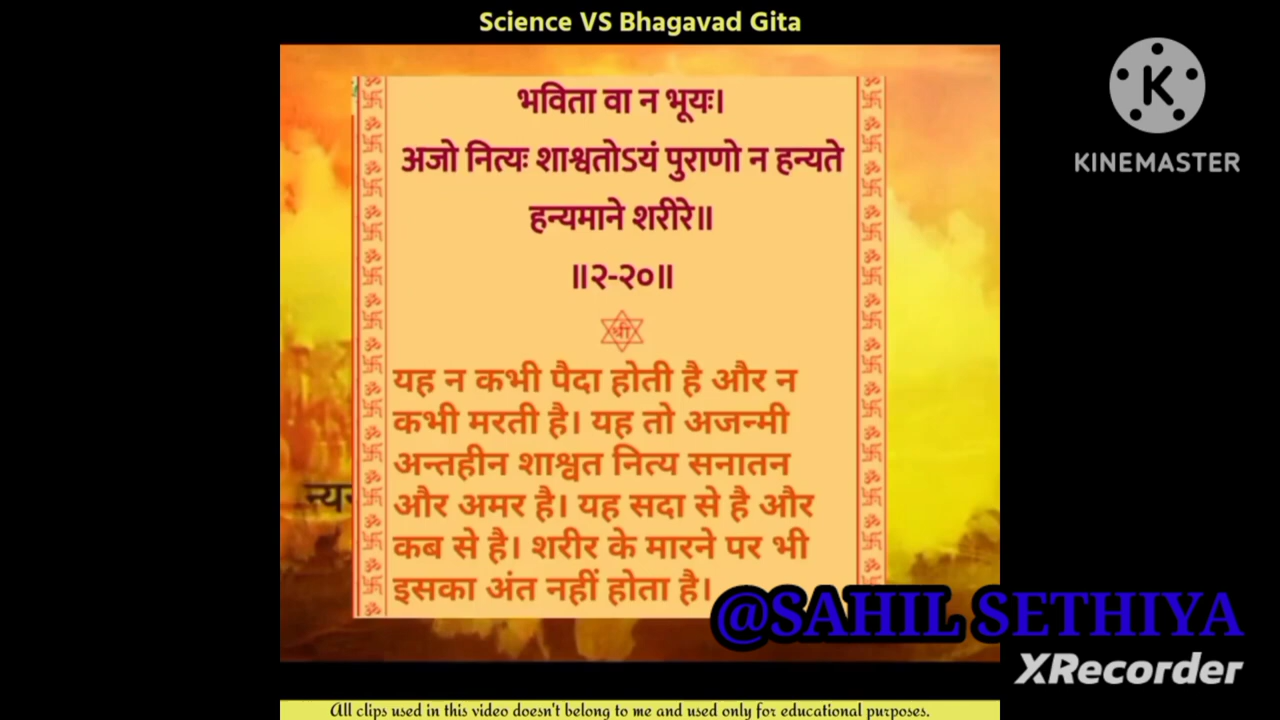 Science VS Bhagavad Gita
भविता वा न भूयः।
अजो नित्यः शाश्वतोऽयं पुराणो न हन्यते
हन्यमाने शरीरे॥
॥२-२०॥
श्री
यह न कभी पैदा होती है और न
कभी मरती है। यह तो अजन्मी
अन्तहीन शाश्वत नित्य सनातन
और अमर है। यह सदा से है और
कब से है। शरीर के मारने पर भी
इसका अंत नहीं होता है।
K
KINEMASTER
@SAHIL SETHIYA
XRecorder
All clips used in this video doesn't belong to me and used only for educational purposes.